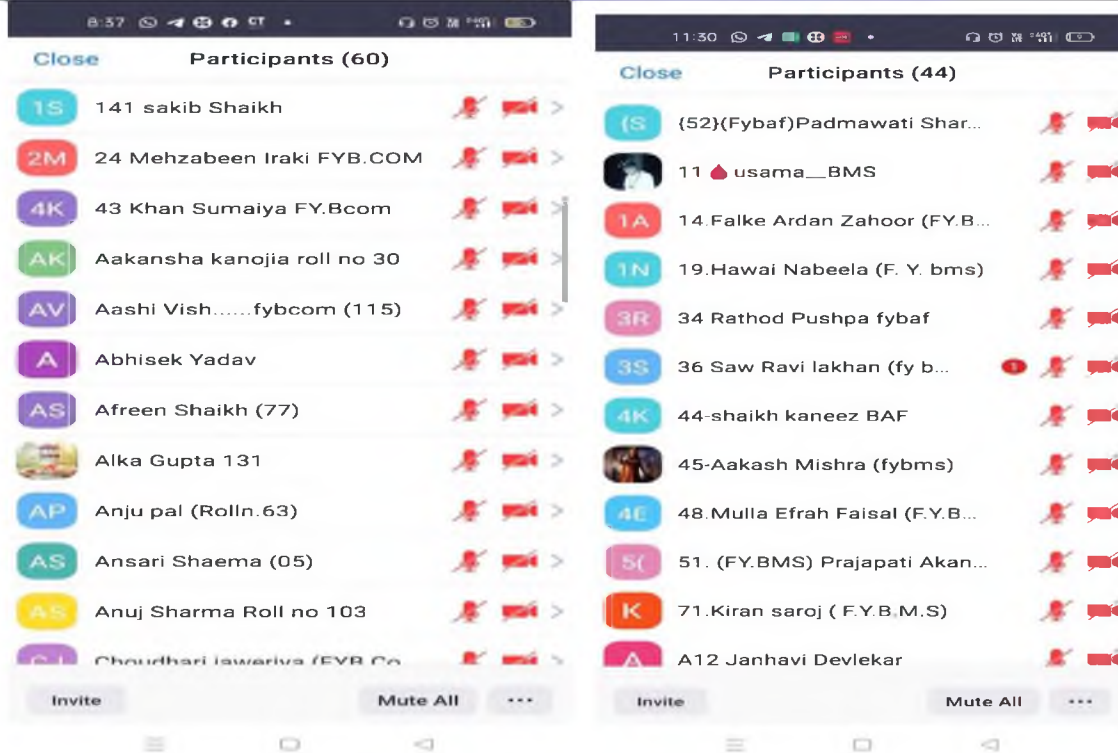 8:37 CT
Close Participants (60)
1S 141 sakib Shaikh
2M 24 Mehzabeen Iraki FYB.COM
4K 43 Khan Sumaiya FY.Bcom
AK Aakansha kanojia roll no 30
AV Aashi Vish......fybcom (115)
A Abhisek Yadav
AS Afreen Shaikh (77)
Alka Gupta 131
AP Anju pal (Rolln.63)
AS Ansari Shaema (05)
AS Anuj Sharma Roll no 103
CJ Choudhari jaweriya (FYB.Co
Invite Mute All ...
11:30
Close Participants (44)
{S {52}(Fybaf)Padmawati Shar...
11 🩸 usama__BMS
1A 14.Falke Ardan Zahoor (FY.B...
1N 19.Hawai Nabeela (F. Y. bms)
3R 34 Rathod Pushpa fybaf
3S 36 Saw Ravi lakhan (fy b...
4K 44-shaikh kaneez BAF
45-Aakash Mishra (fybms)
4E 48.Mulla Efrah Faisal (F.Y.B...
5( 51. (FY.BMS) Prajapati Akan...
K 71.Kiran saroj ( F.Y.B.M.S)
A A12 Janhavi Devlekar
Invite Mute All ...